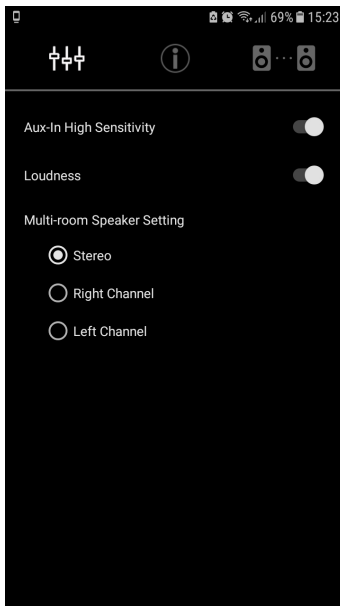 69% 15:23
Aux-In High Sensitivity
Loudness
Multi-room Speaker Setting
Stereo
Right Channel
Left Channel